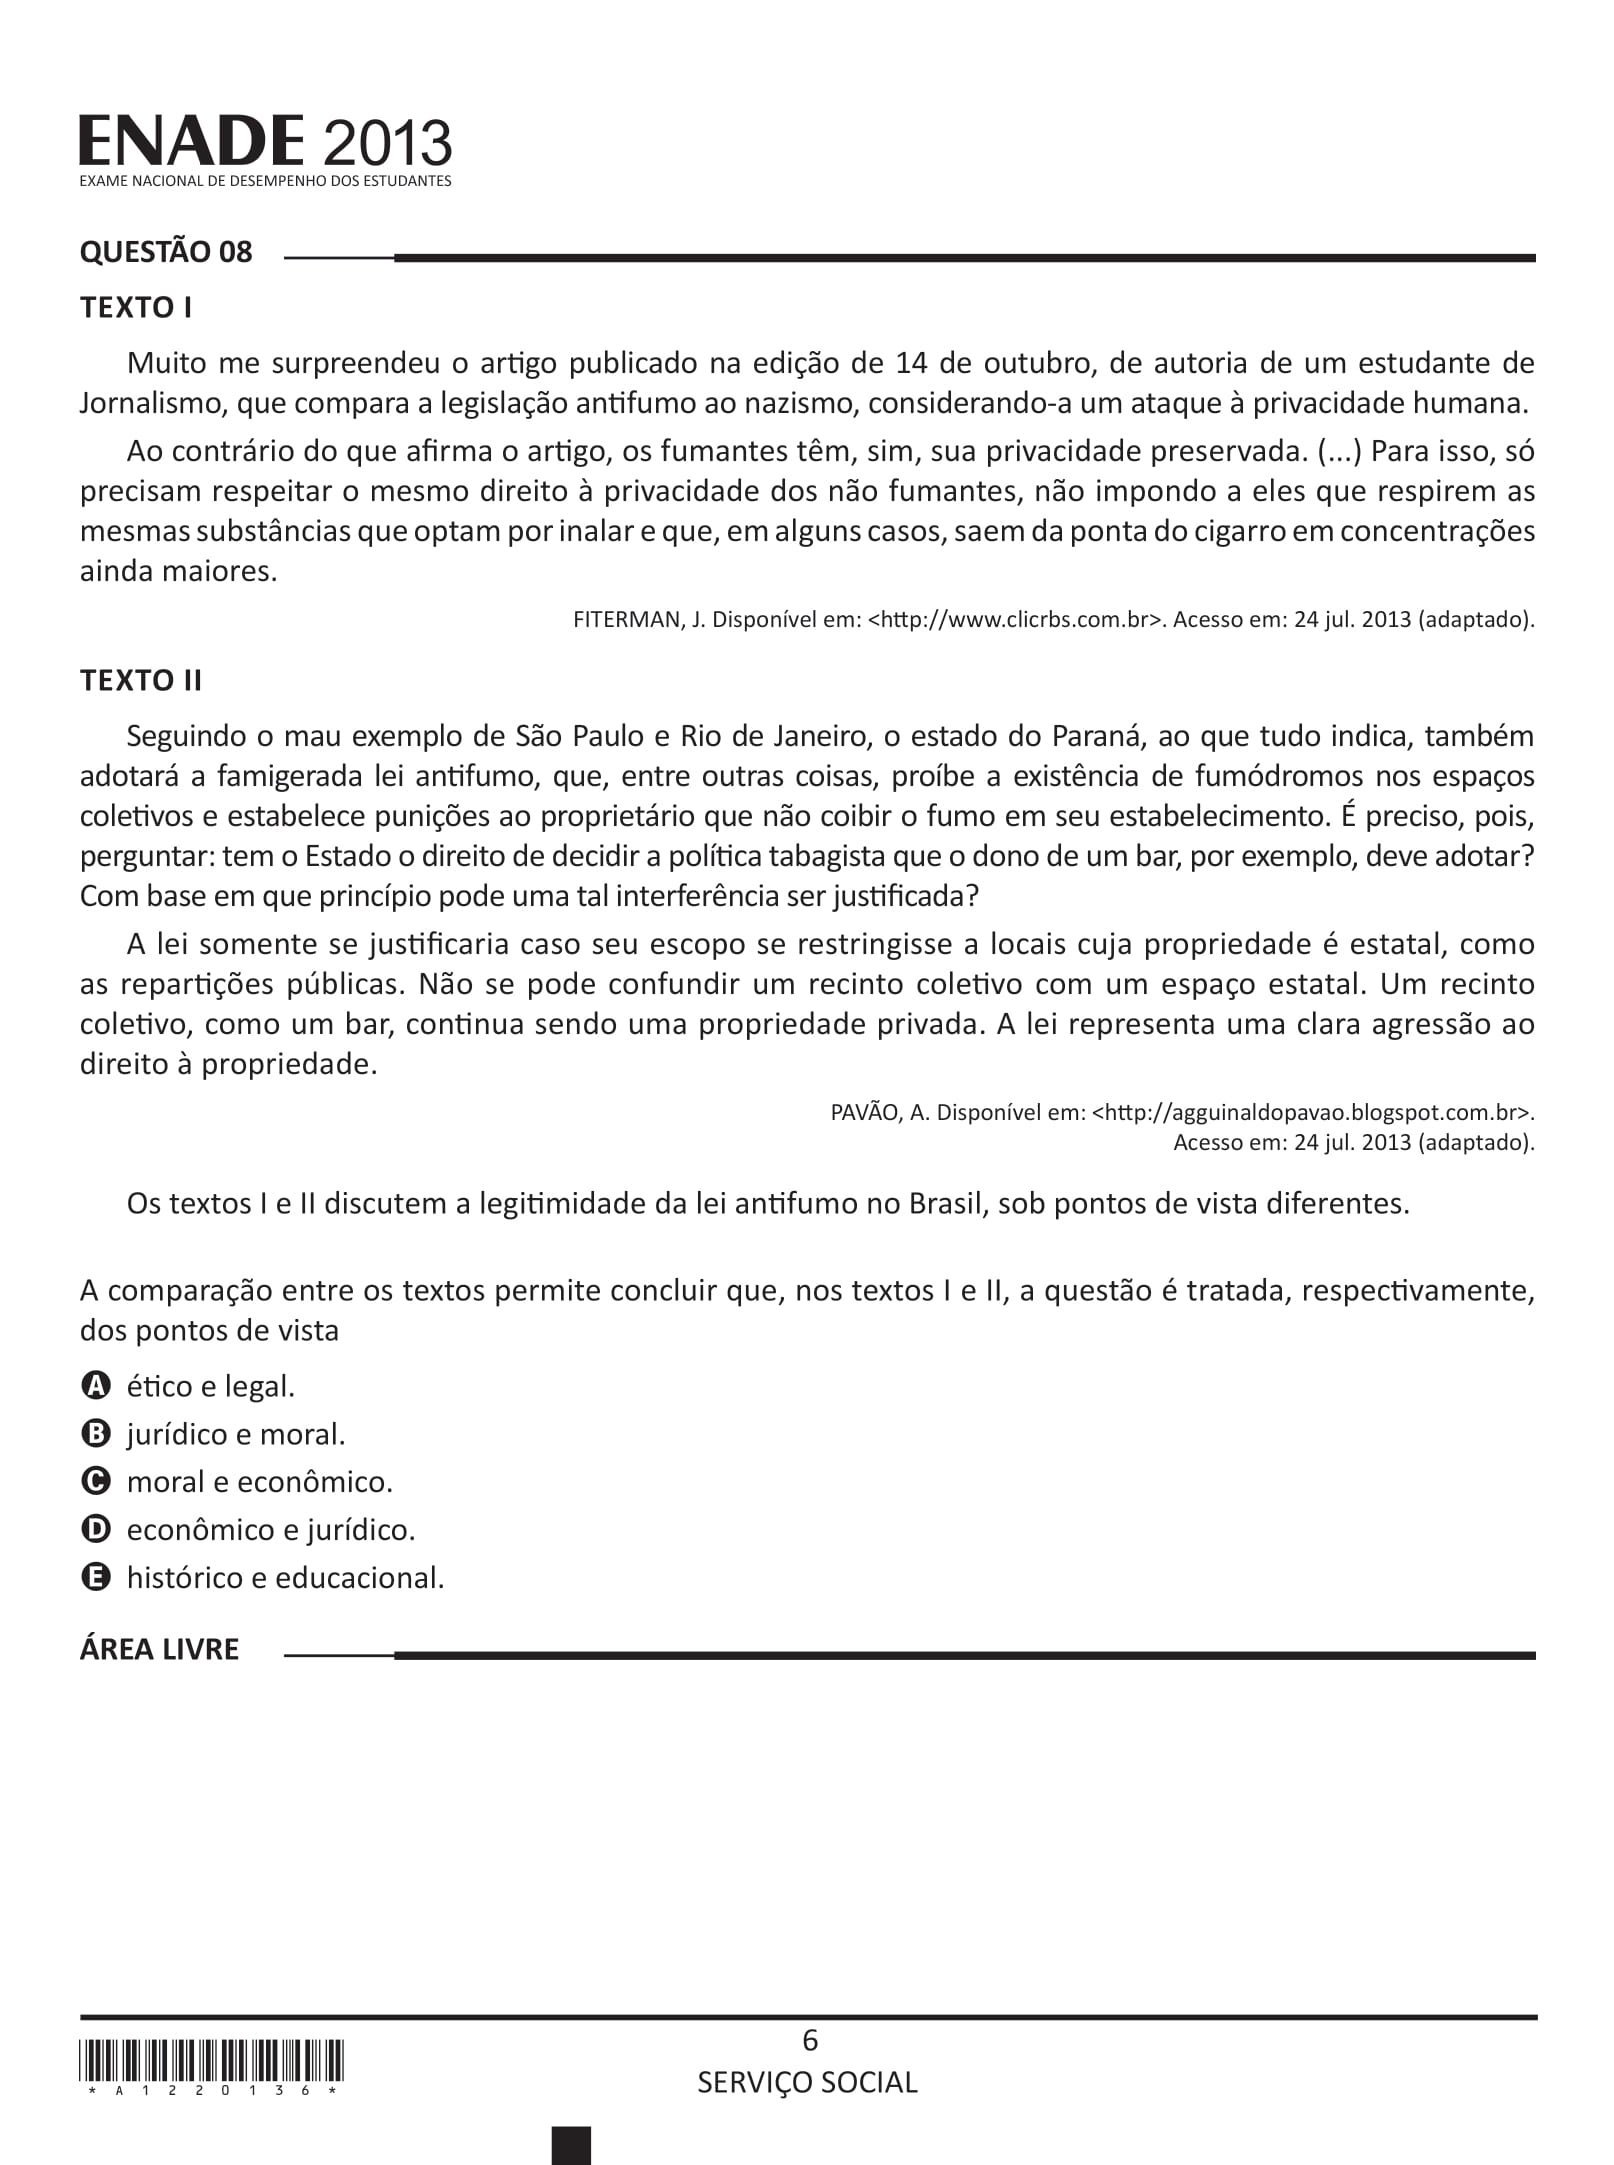 ENADE 2013
EXAME NACIONAL DE DESEMPENHO DOS ESTUDANTES
QUESTÃO 08
TEXTO I
Muito me surpreendeu o artigo publicado na edição de 14 de outubro, de autoria de um estudante de
Jornalismo, que compara a legislação antifumo ao nazismo, considerando-a um ataque à privacidade humana.
Ao contrário do que afirma o artigo, os fumantes têm, sim, sua privacidade preservada. (...) Para isso, só
precisam respeitar o mesmo direito à privacidade dos não fumantes, não impondo a eles que respirem as
mesmas substâncias que optam por inalar e que, em alguns casos, saem da ponta do cigarro em concentrações
ainda maiores.
FITERMAN, J. Disponível em: <http://www.clicrbs.com.br>. Acesso em: 24 jul. 2013 (adaptado).
TEXTO II
Seguindo o mau exemplo de São Paulo e Rio de Janeiro, o estado do Paraná, ao que tudo indica, também
adotará a famigerada lei antifumo, que, entre outras coisas, proíbe a existência de fumódromos nos espaços
coletivos e estabelece punições ao proprietário que não coibir o fumo em seu estabelecimento. É preciso, pois,
perguntar: tem o Estado o direito de decidir a política tabagista que o dono de um bar, por exemplo, deve adotar?
Com base em que princípio pode uma tal interferência ser justificada?
A lei somente se justificaria caso seu escopo se restringisse a locais cuja propriedade é estatal, como
as repartições públicas. Não se pode confundir um recinto coletivo com um espaço estatal. Um recinto
coletivo, como um bar, continua sendo uma propriedade privada. A lei representa uma clara agressão ao
direito à propriedade.
PAVÃO, A. Disponível em: <http://agguinaldopavao.blogspot.com.br>.
Acesso em: 24 jul. 2013 (adaptado).
Os textos I e II discutem a legitimidade da lei antifumo no Brasil, sob pontos de vista diferentes.
A comparação entre os textos permite concluir que, nos textos I e II, a questão é tratada, respectivamente,
dos pontos de vista
A ético e legal.
B jurídico e moral.
C moral e econômico.
D econômico e jurídico.
E histórico e educacional.
ÁREA LIVRE
6
SERVIÇO SOCIAL
* A 1 2 2 0 1 3 6 *